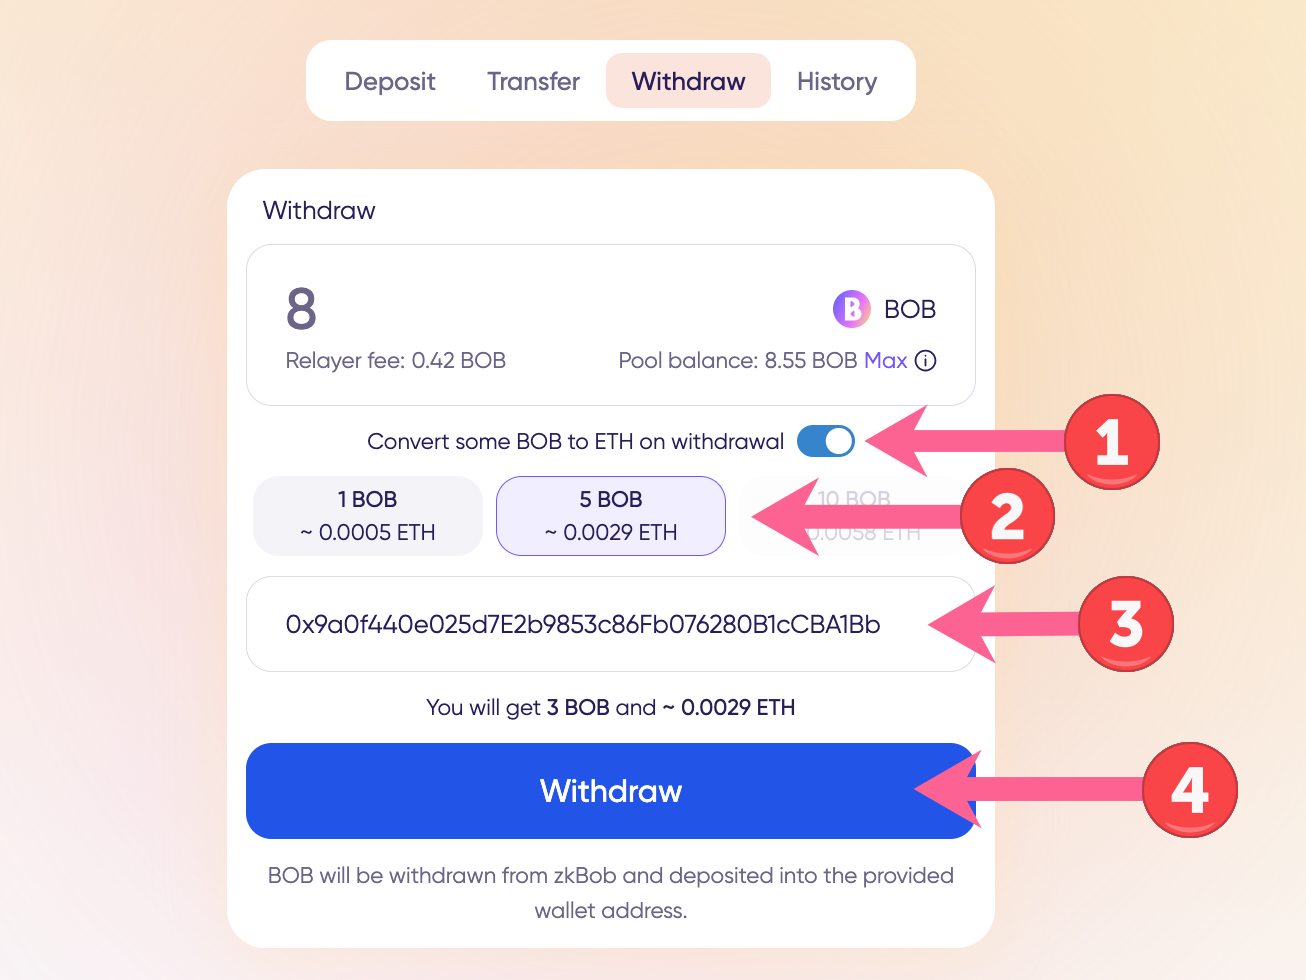 Deposit Transfer Withdraw History
Withdraw
8
B BOB
Relayer fee: 0.42 BOB Pool balance: 8.55 BOB Max i
Convert some BOB to ETH on withdrawal
1
1 BOB 5 BOB 10 BOB
~ 0.0005 ETH ~ 0.0029 ETH 0.0058 ETH
2
0x9a0f440e025d7E2b9853c86Fb076280B1cCBA1Bb
3
You will get 3 BOB and ~ 0.0029 ETH
Withdraw
4
BOB will be withdrawn from zkBob and deposited into the provided
wallet address.